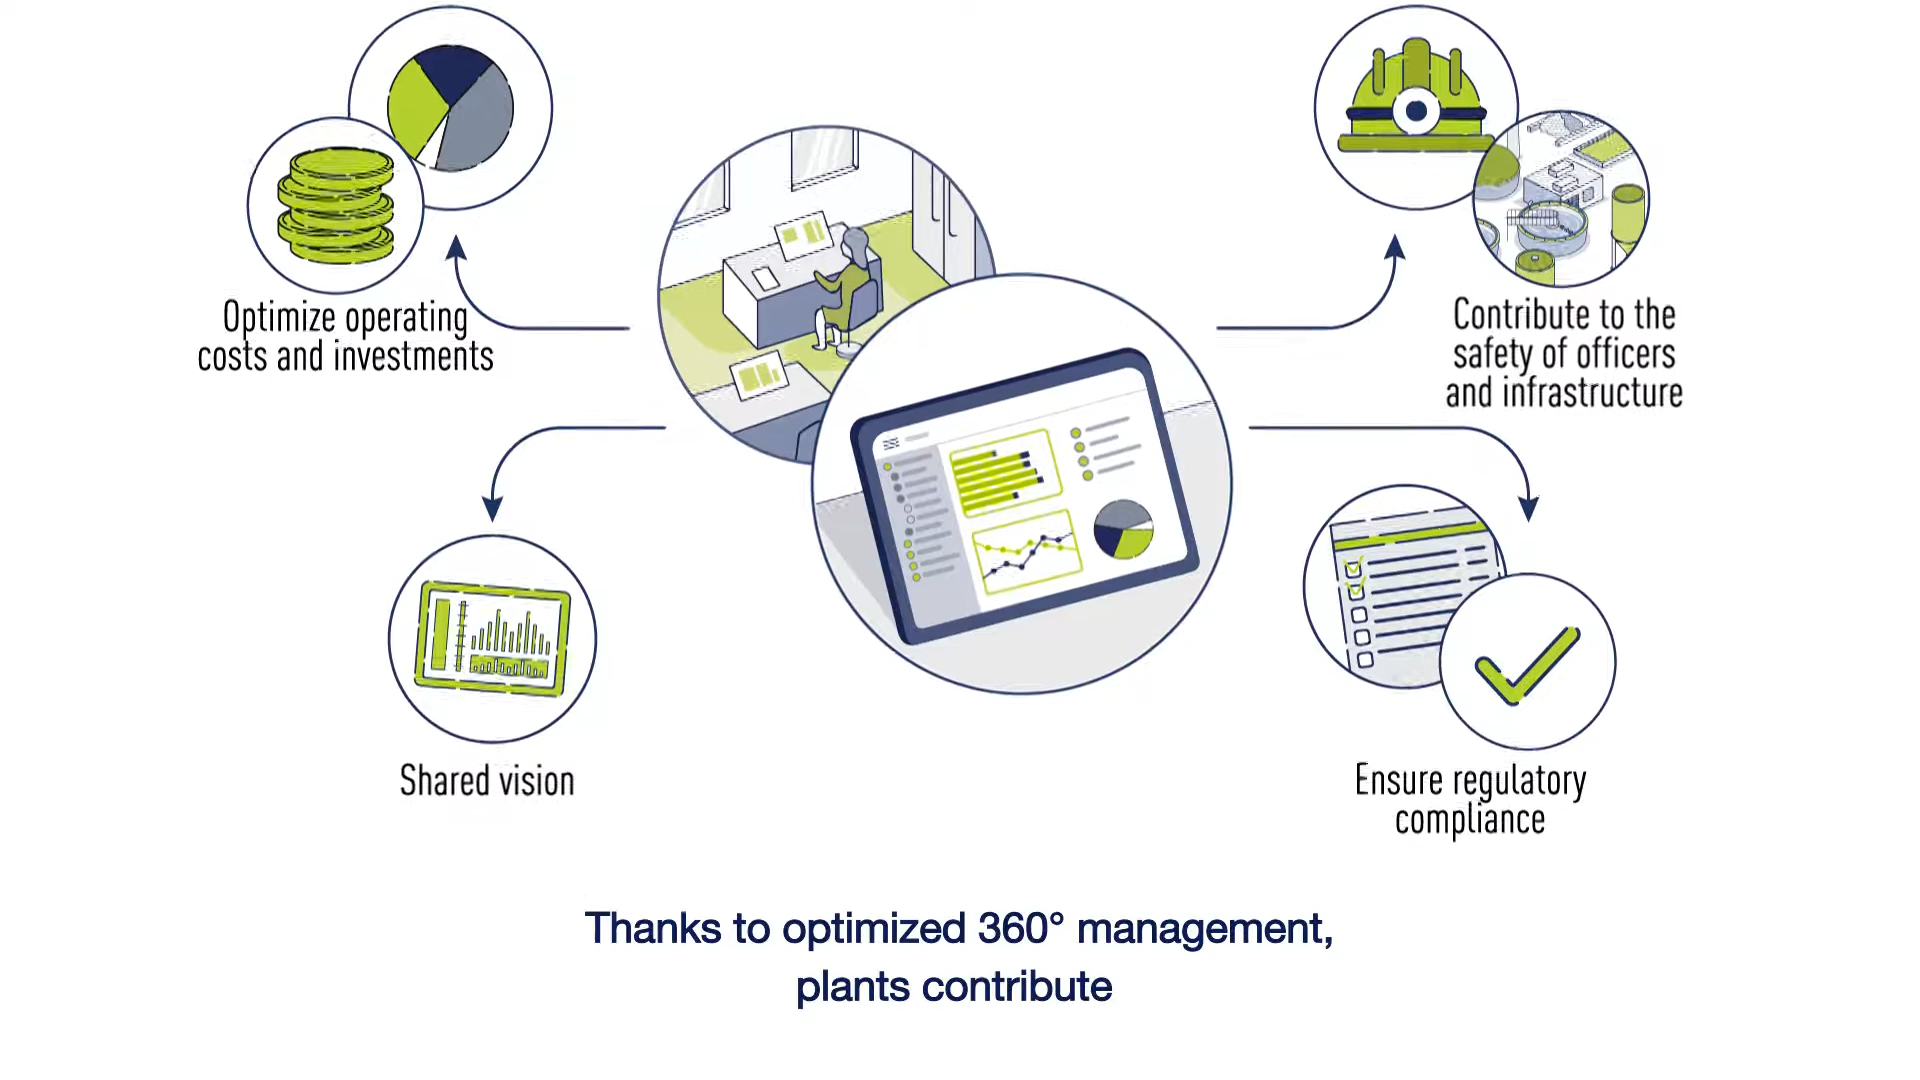 Optimize operating
costs and investments
Contribute to the
safety of officers
and infrastructure
Shared vision
Ensure regulatory
compliance
Thanks to optimized 360° management,
plants contribute